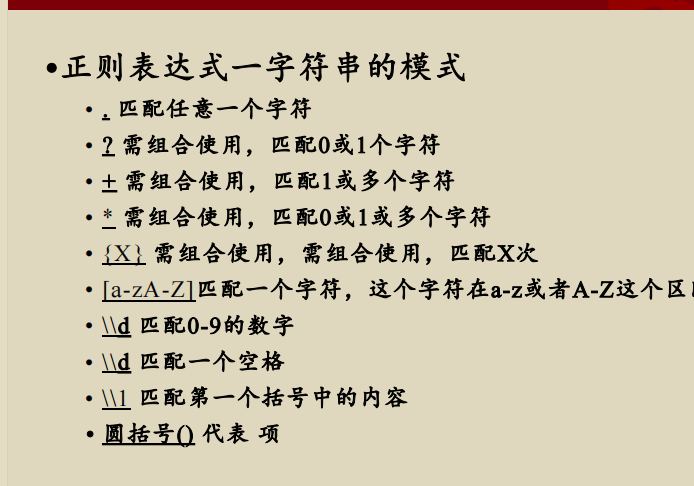 •正则表达式一字符串的模式
• . 匹配任意一个字符
• ? 需组合使用，匹配0或1个字符
• + 需组合使用，匹配1或多个字符
• * 需组合使用，匹配0或1或多个字符
• {X} 需组合使用，需组合使用，匹配X次
• [a-zA-Z]匹配一个字符，这个字符在a-z或者A-Z这个区
• \\d 匹配0-9的数字
• \\d 匹配一个空格
• \\1 匹配第一个括号中的内容
• 圆括号() 代表 项